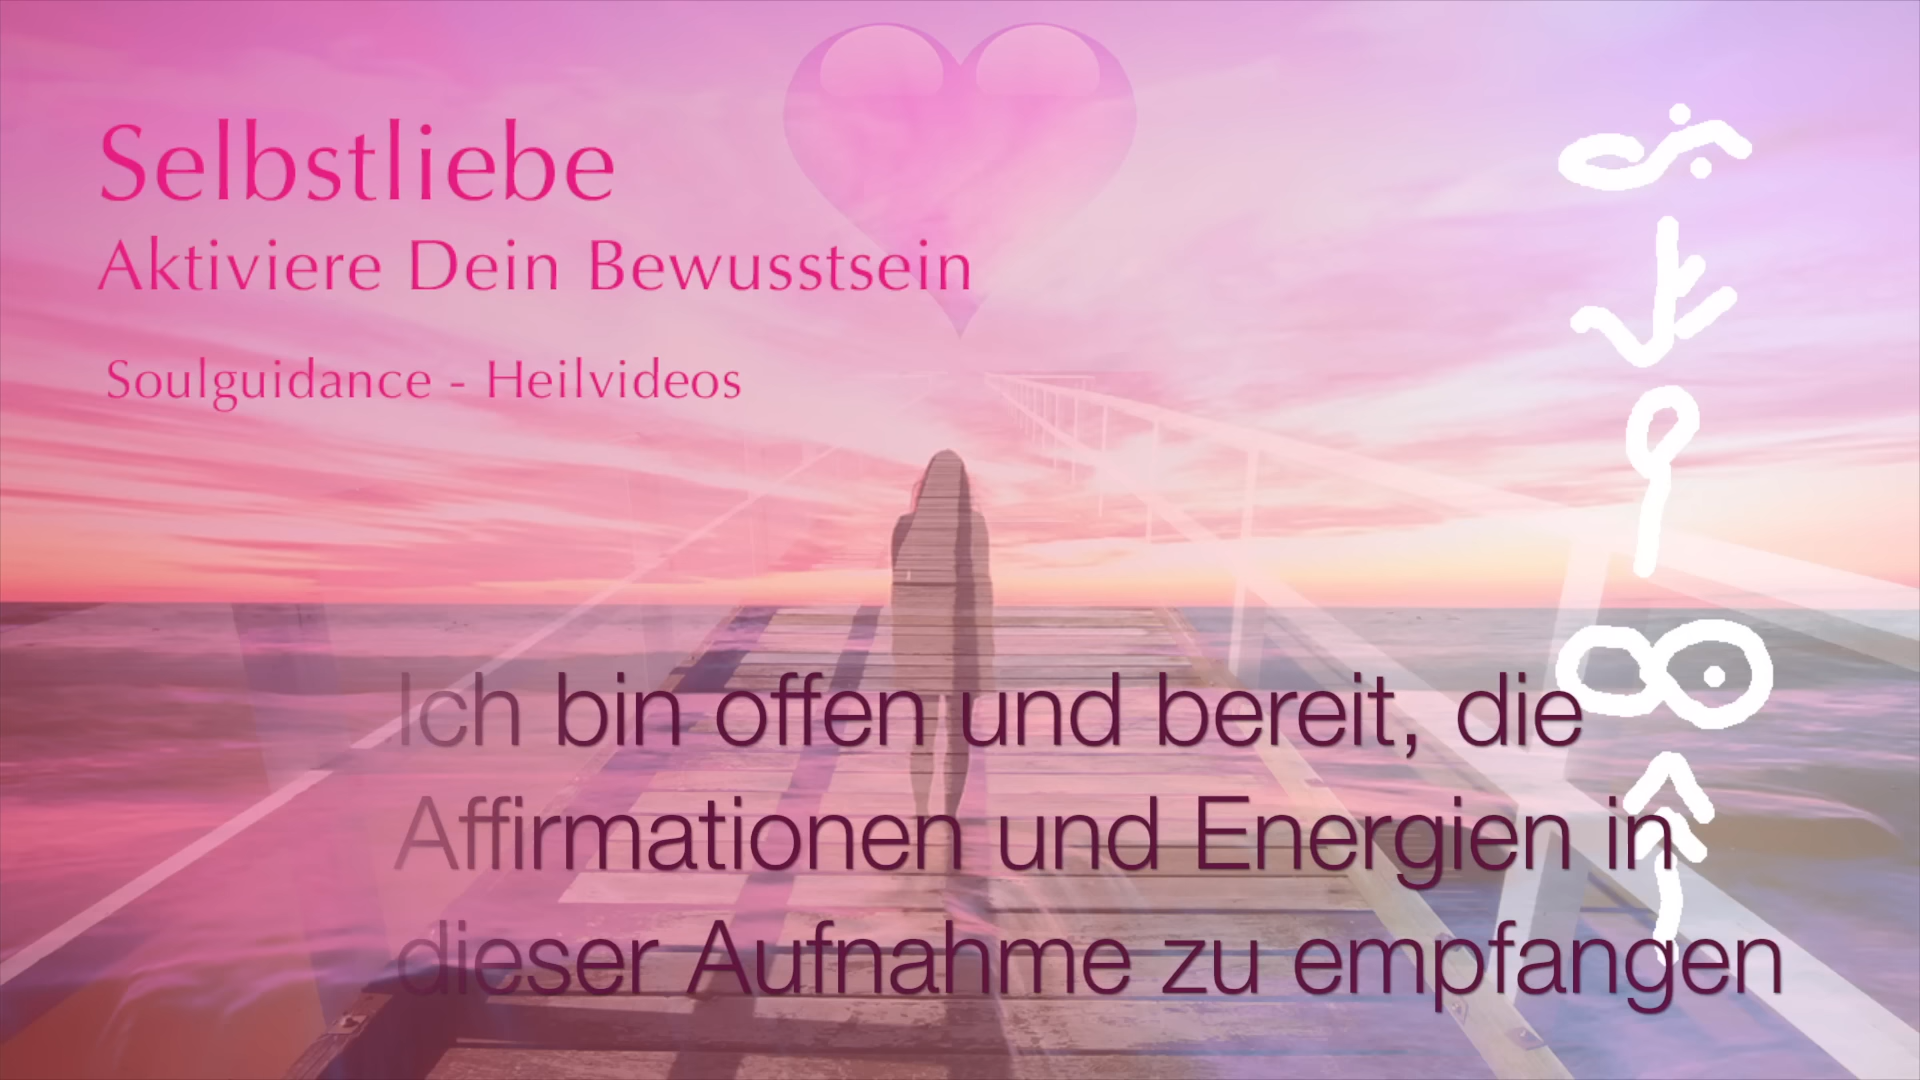 Selbstliebe
Aktiviere Dein Bewusstsein
Soulguidance - Heilvideos
Ich bin offen und bereit, die
Affirmationen und Energien in
dieser Aufnahme zu empfangen